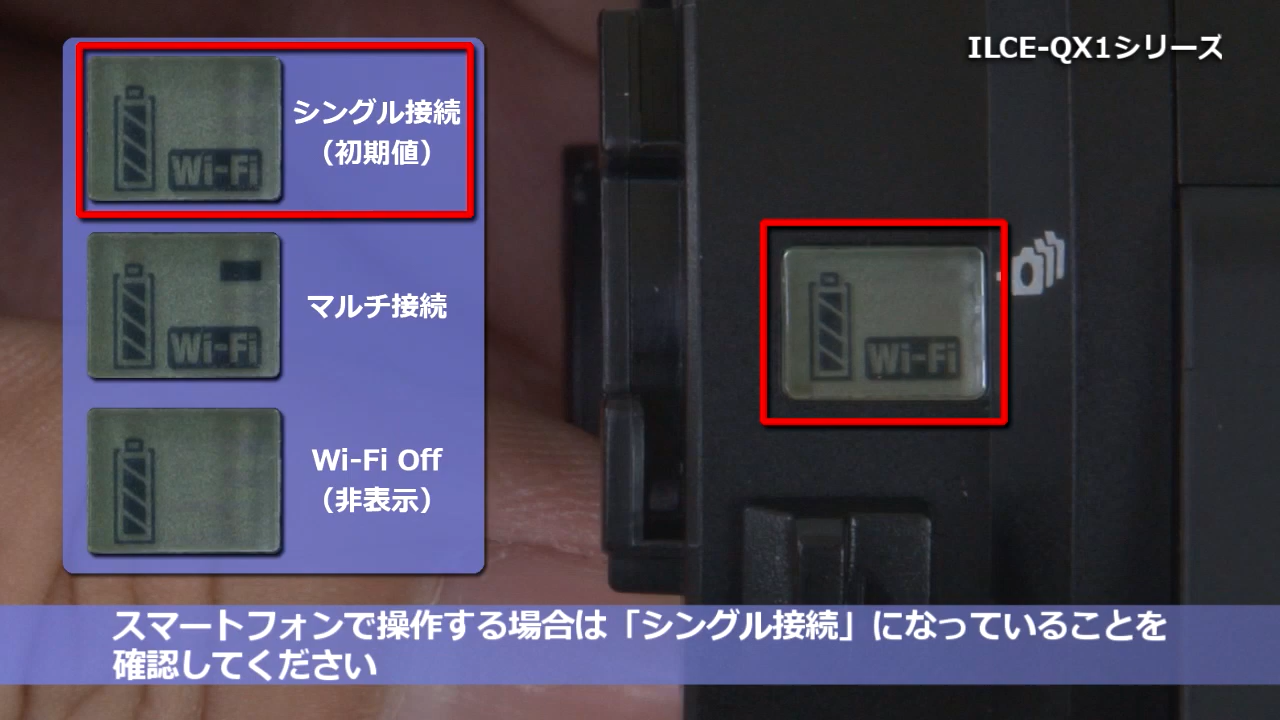 ILCE-QX1シリーズ
Wi-Fi
シングル接続
（初期値）
Wi-Fi
マルチ接続
Wi-Fi Off
（非表示）
Wi-Fi
スマートフォンで操作する場合は「シングル接続」になっていることを
確認してください